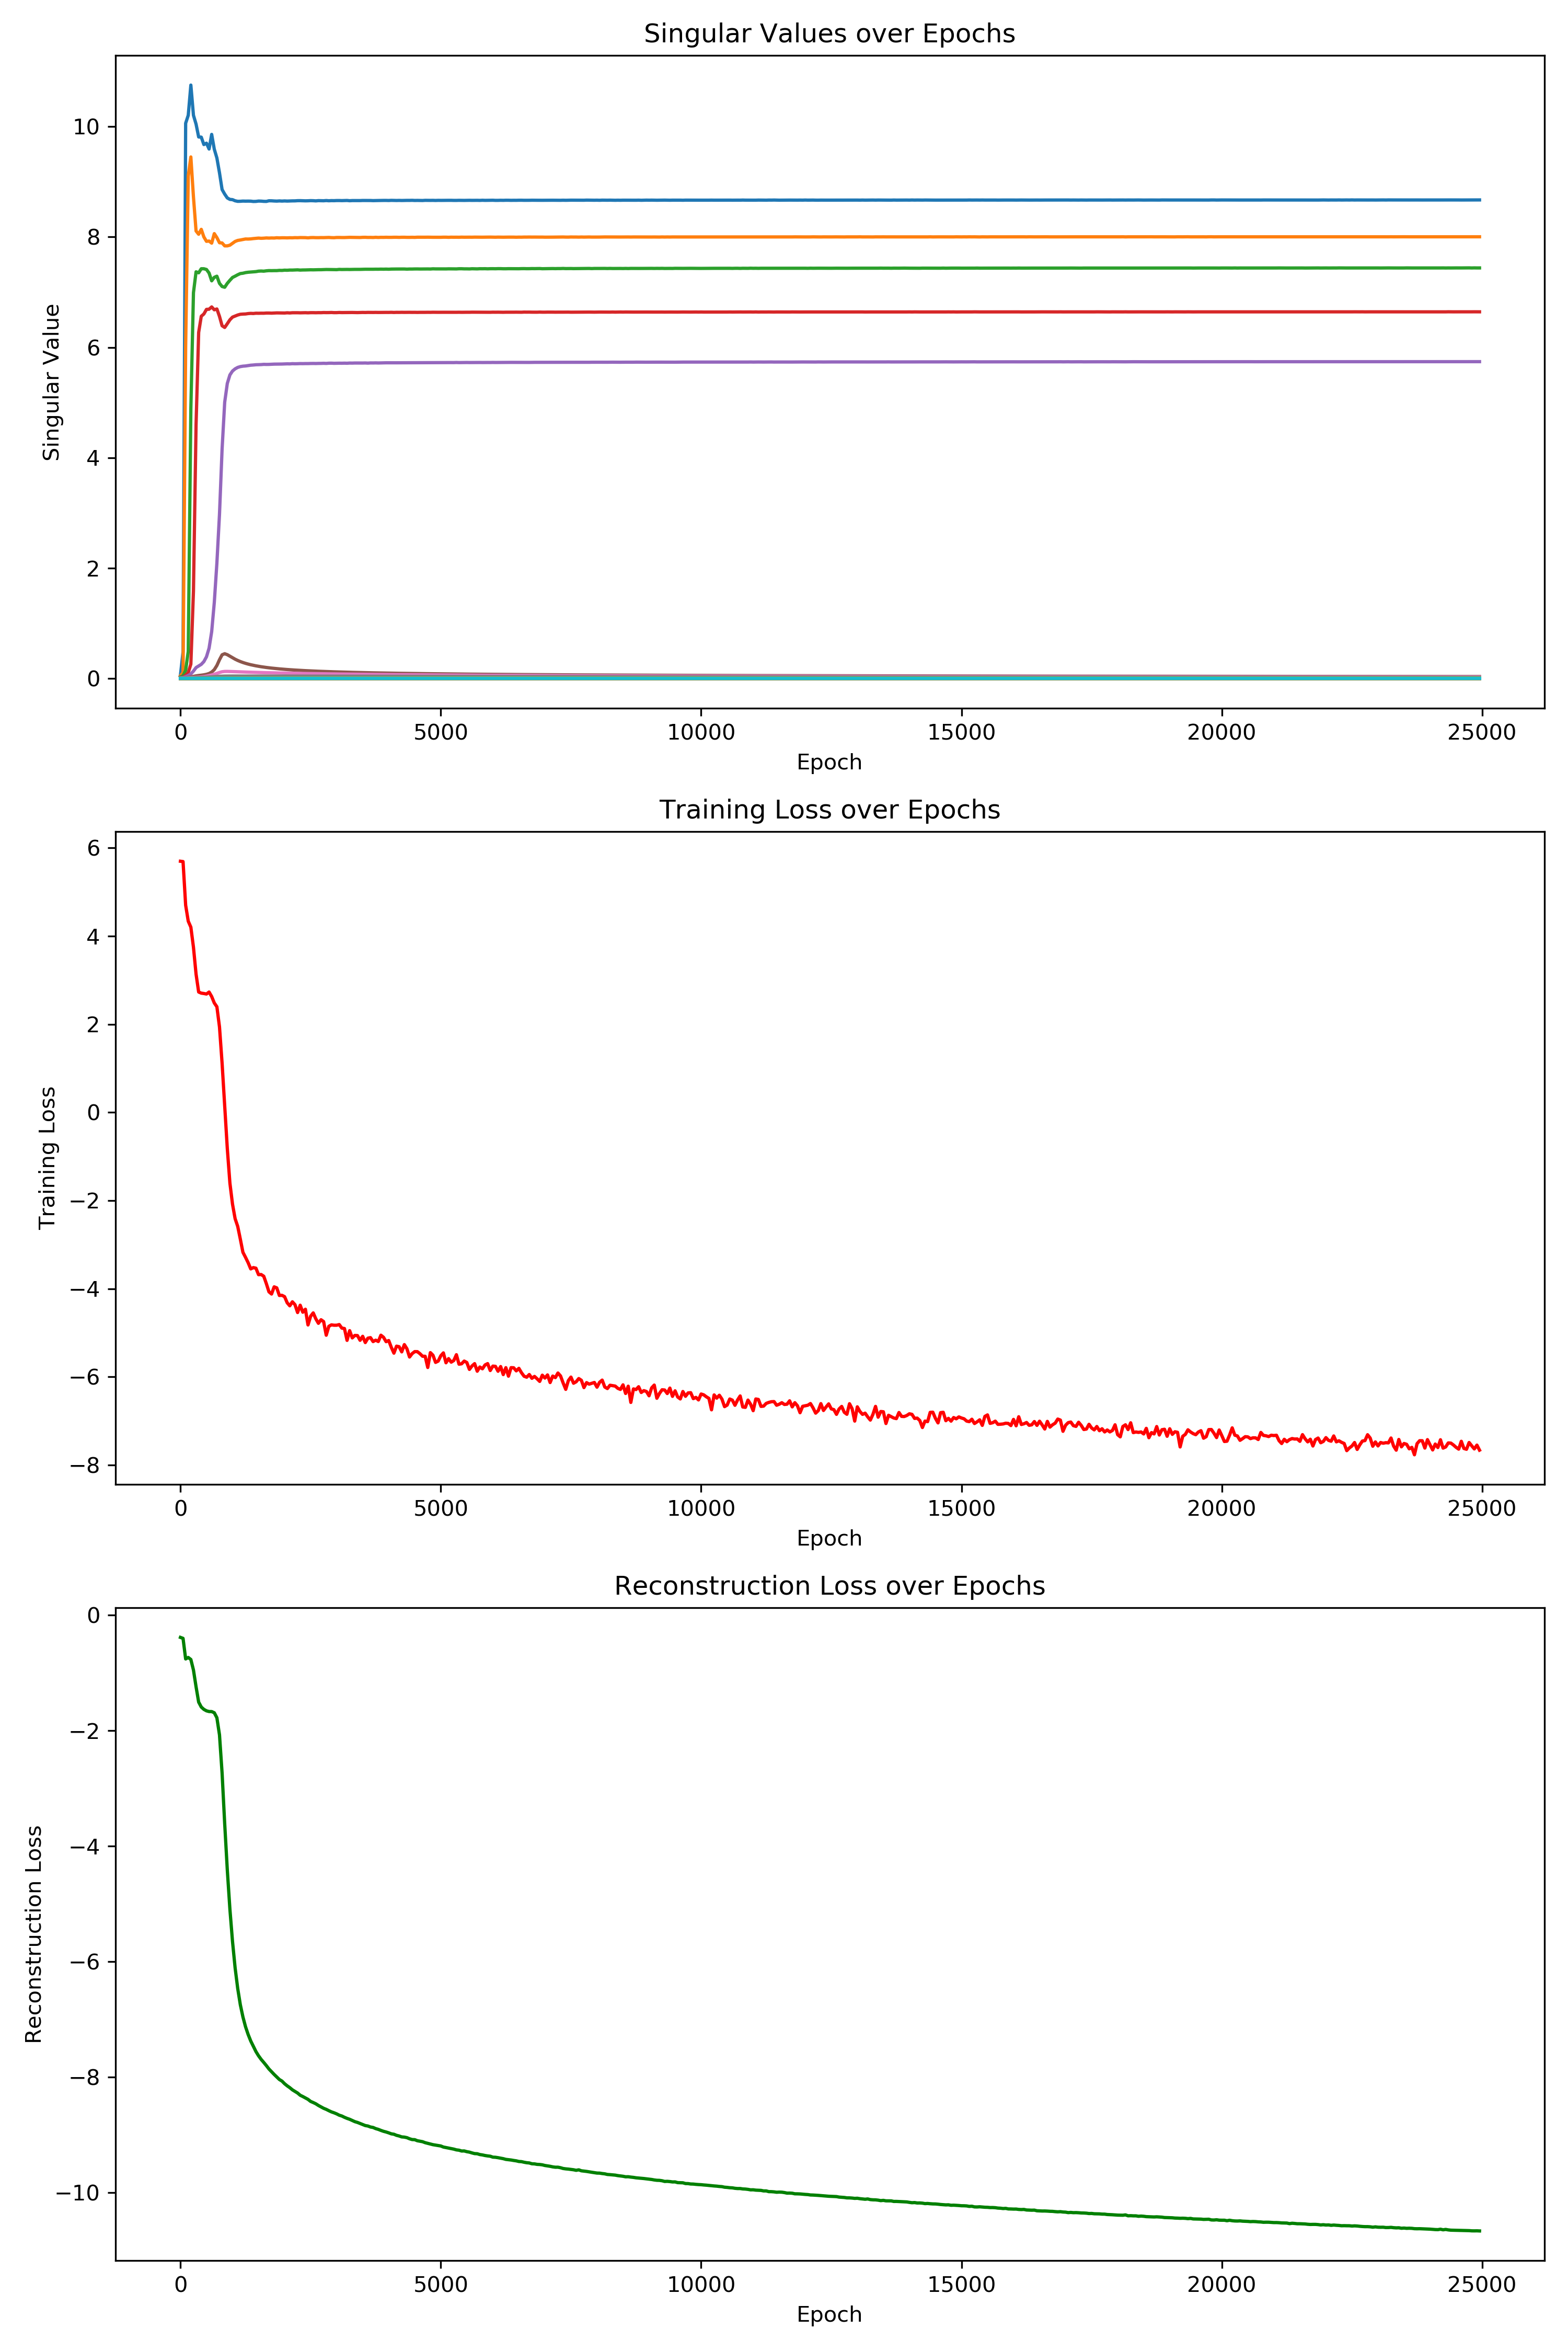 Singular Values over Epochs
10
8
6
4
2
0
Singular Value
0 5000 10000 15000 20000 25000
Epoch
Training Loss over Epochs
6
4
2
0
−2
−4
−6
−8
Training Loss
0 5000 10000 15000 20000 25000
Epoch
Reconstruction Loss over Epochs
0
−2
−4
−6
−8
−10
Reconstruction Loss
0 5000 10000 15000 20000 25000
Epoch